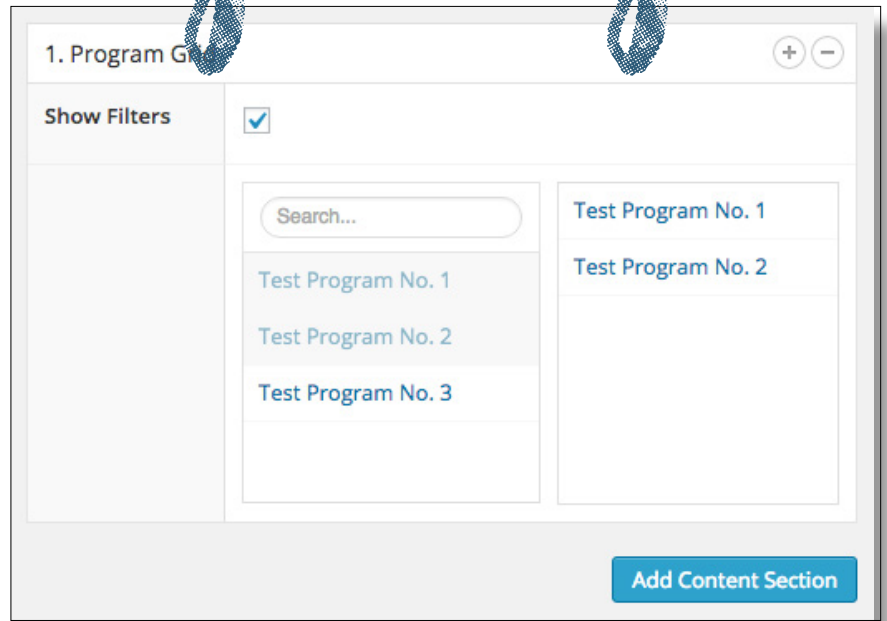 1. Program Grid
Show Filters
Search...
Test Program No. 1
Test Program No. 2
Test Program No. 3
Test Program No. 1
Test Program No. 2
Add Content Section